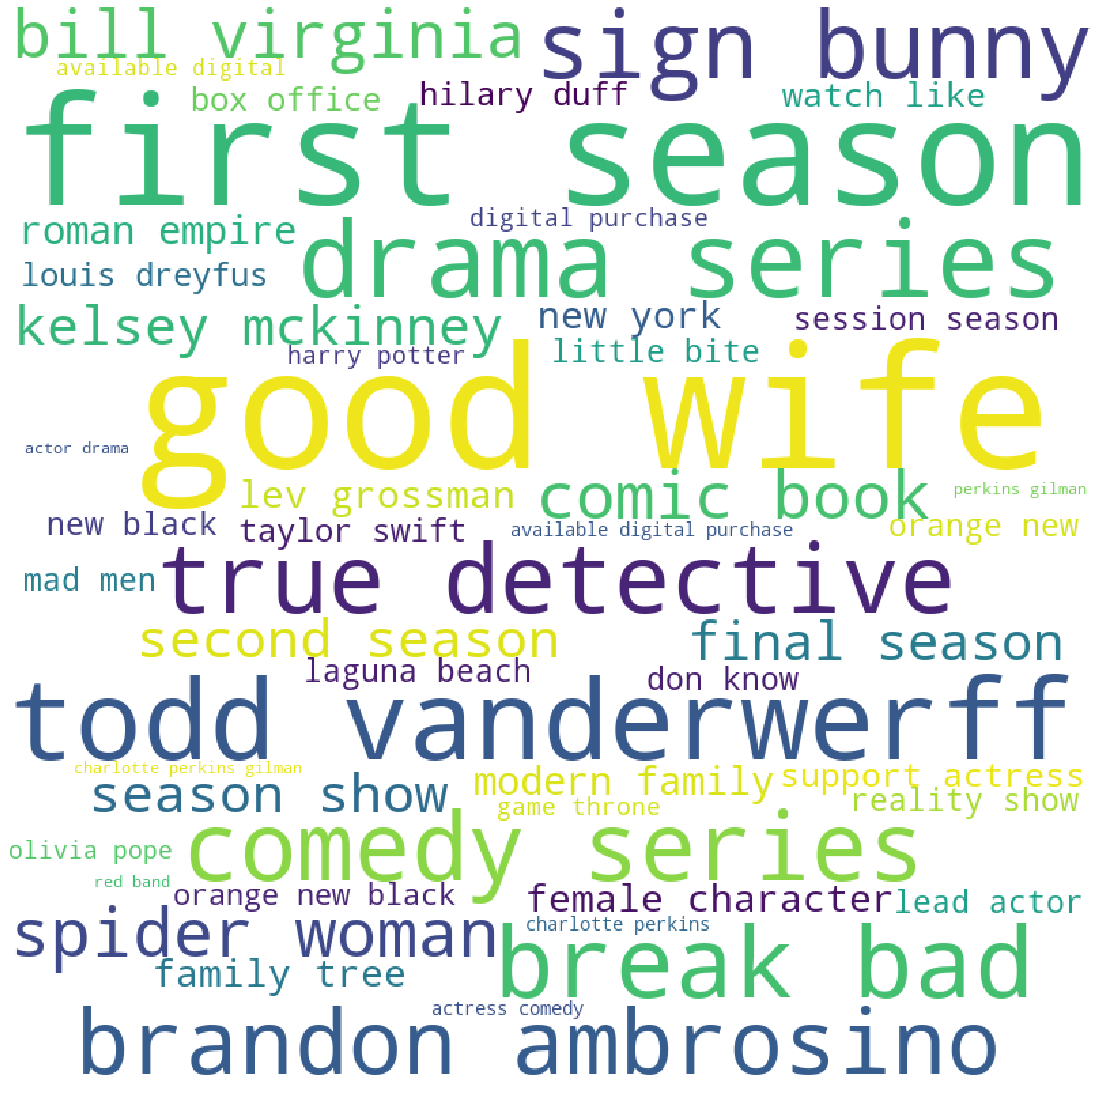 bill virginia
sign bunny
available digital
box office
hilary duff
watch like
first season
roman empire
digital purchase
drama series
louis dreyfus
kelsey mckinney
new york
session season
harry potter
little bite
good wife
actor drama
lev grossman
comic book
perkins gilman
new black
taylor swift
available digital purchase
orange new
mad men
true detective
second season
final season
laguna beach
don know
todd vanderwerff
charlotte perkins gilman
season show
modern family
support actress
game throne
reality show
comedy series
olivia pope
red band
orange new black
female character
lead actor
spider woman
charlotte perkins
break bad
family tree
actress comedy
brandon ambrosino